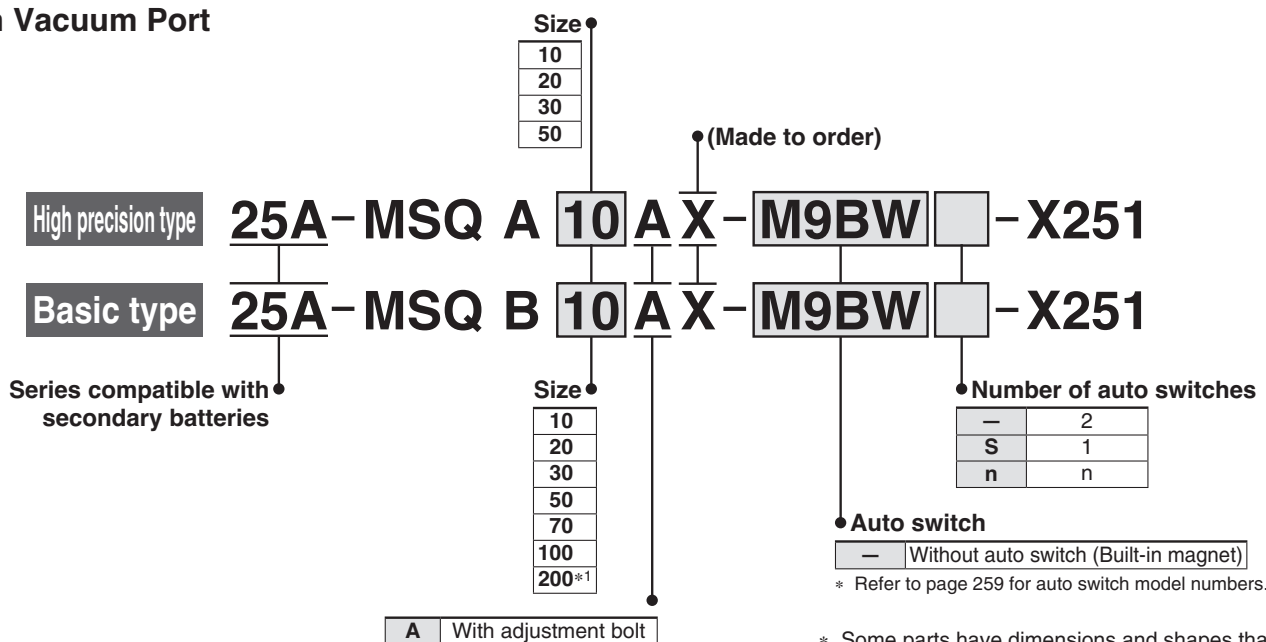 Vacuum Port
Size
10
20
30
50
(Made to order)
High precision type 25A-MSQ A 10 A X-M9BW -X251
Basic type 25A-MSQ B 10 A X-M9BW -X251
Series compatible with
secondary batteries
Size
10
20
30
50
70
100
200*1
Number of auto switches
— 2
S 1
n n
Auto switch
— Without auto switch (Built-in magnet)
* Refer to page 259 for auto switch model numbers.
A With adjustment bolt
* Some parts have dimensions and shapes tha